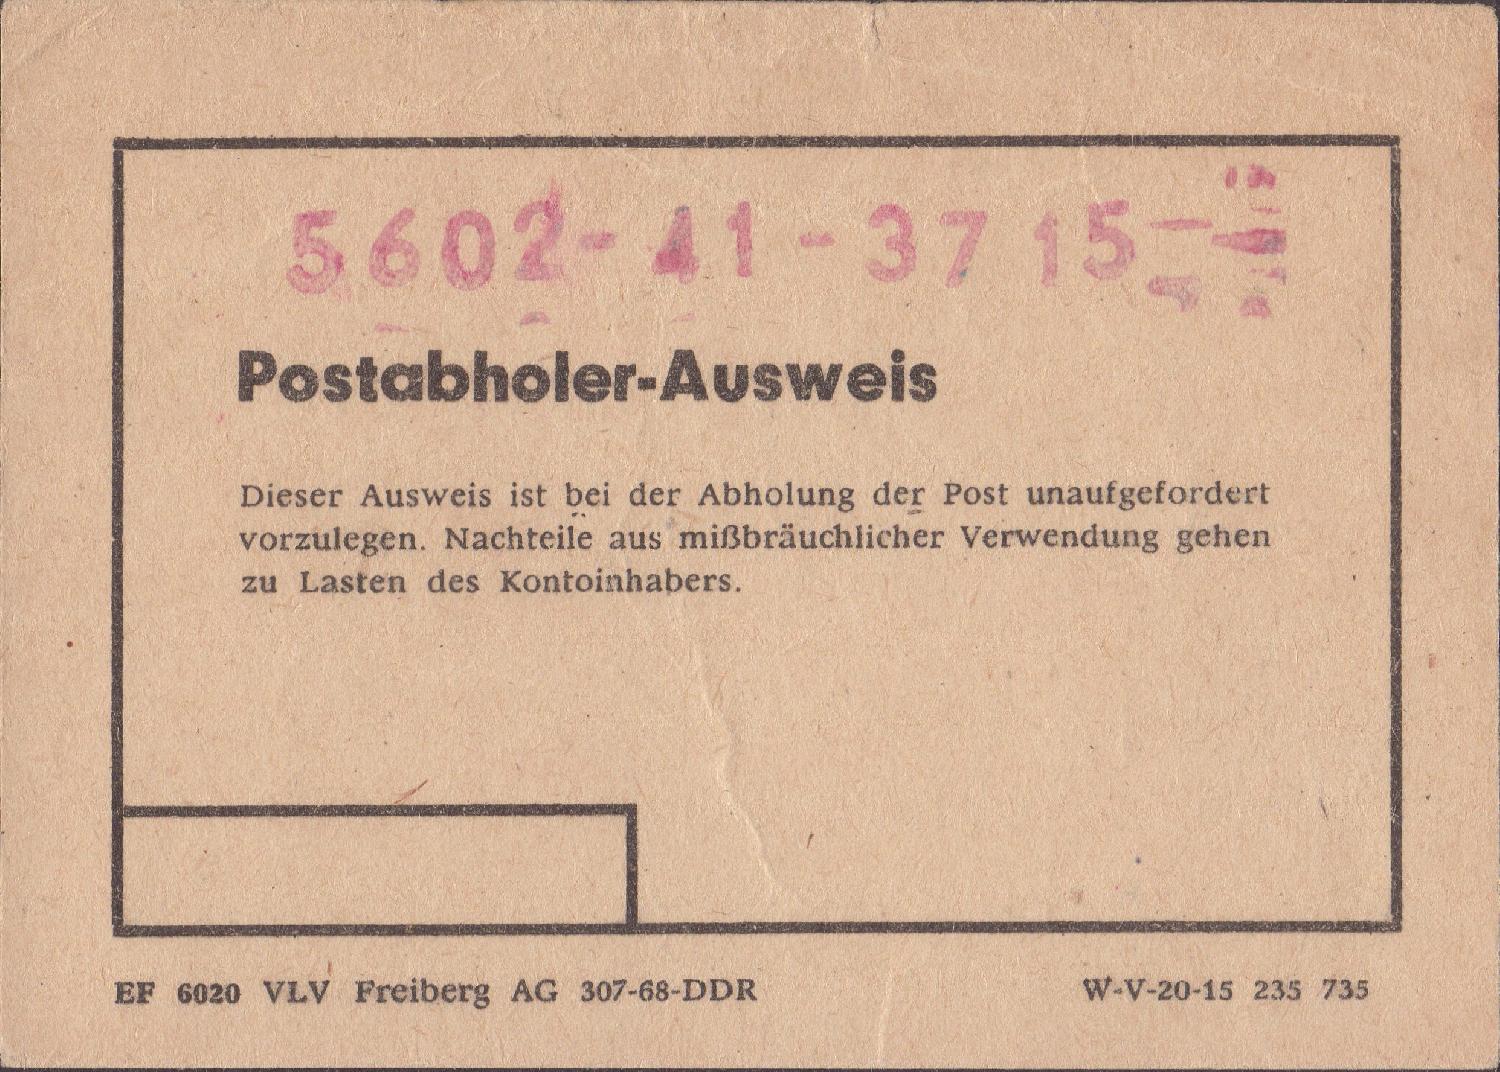 5602-41-3715
Postabholer-Ausweis
Dieser Ausweis ist bei der Abholung der Post unaufgefordert
vorzulegen. Nachteile aus mißbräuchlicher Verwendung gehen
zu Lasten des Kontoinhabers.
EF 6020 VLV Freiberg AG 307-68-DDR
W-V-20-15 235 735